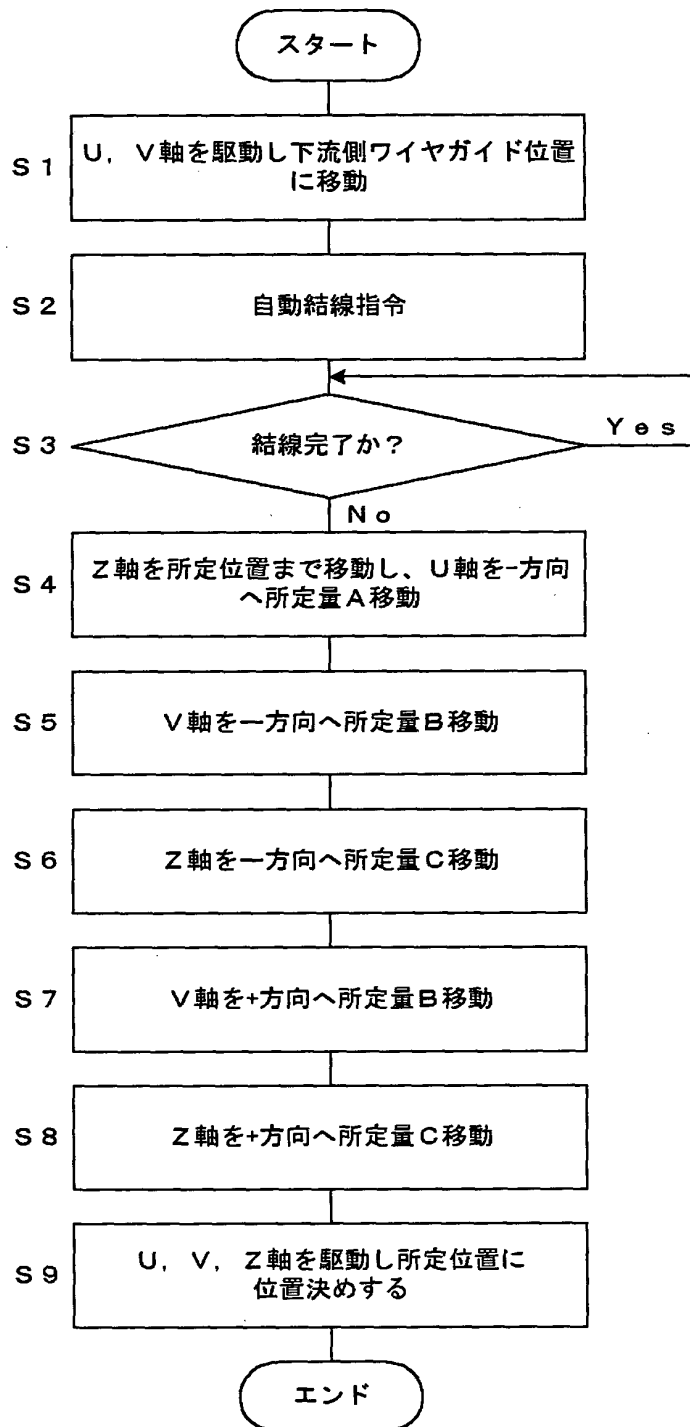 スタート
S1
U，V軸を駆動し下流側ワイヤガイド位置
に移動
S2
自動結線指令
S3
結線完了か？
Yes
No
S4
Z軸を所定位置まで移動し、U軸を-方向
へ所定量A移動
S5
V軸を－方向へ所定量B移動
S6
Z軸を－方向へ所定量C移動
S7
V軸を+方向へ所定量B移動
S8
Z軸を+方向へ所定量C移動
S9
U，V，Z軸を駆動し所定位置に
位置決めする
エンド